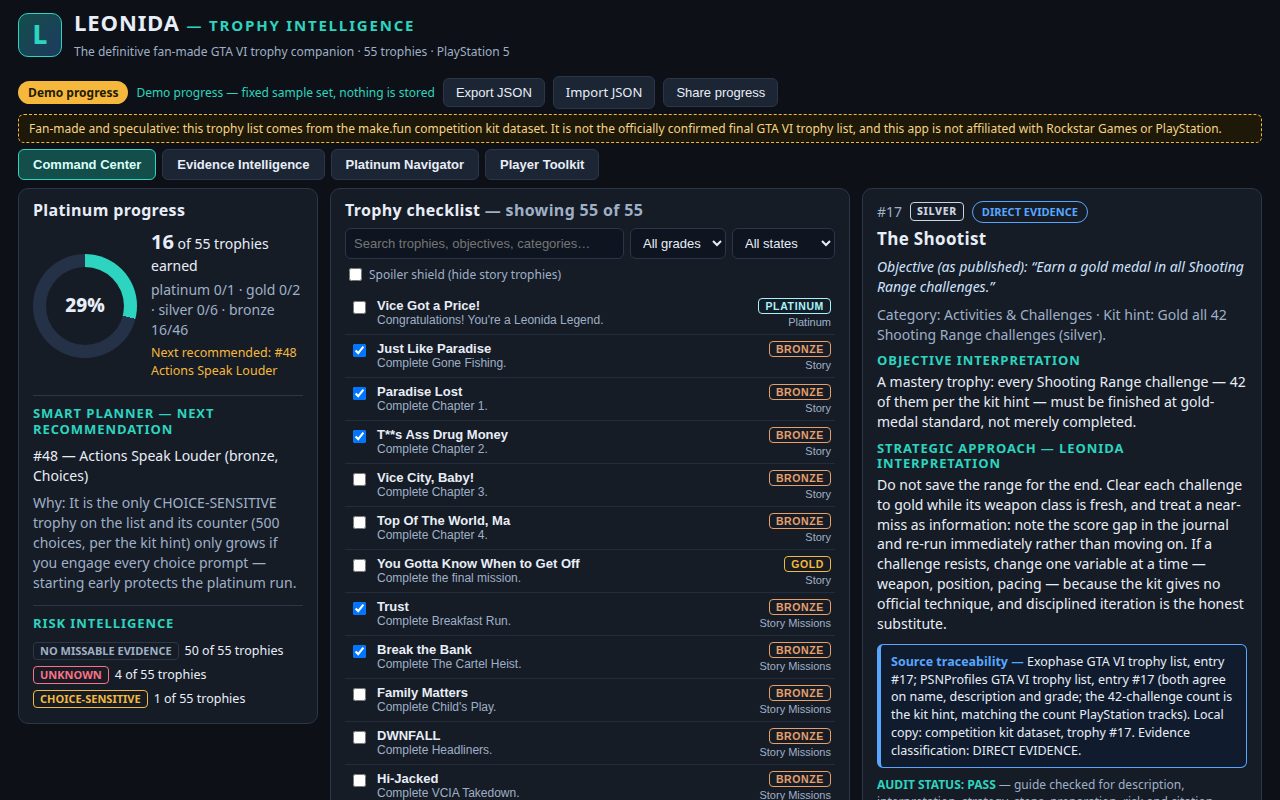 L
LEONIDA — TROPHY INTELLIGENCE
The definitive fan-made GTA VI trophy companion · 55 trophies · PlayStation 5
Demo progress
Demo progress — fixed sample set, nothing is stored
Export JSON
Import JSON
Share progress
Fan-made and speculative: this trophy list comes from the make.fun competition kit dataset. It is not the officially confirmed final GTA VI trophy list, and this app is not affiliated with Rockstar Games or PlayStation.
Command Center
Evidence Intelligence
Platinum Navigator
Player Toolkit
Platinum progress
29%
16 of 55 trophies
earned
platinum 0/1 · gold 0/2
· silver 0/6 · bronze
16/46
Next recommended: #48
Actions Speak Louder
SMART PLANNER — NEXT
RECOMMENDATION
#48 — Actions Speak Louder (bronze,
Choices)
Why: It is the only CHOICE-SENSITIVE
trophy on the list and its counter (500
choices, per the kit hint) only grows if
you engage every choice prompt —
starting early protects the platinum run.
RISK INTELLIGENCE
NO MISSABLE EVIDENCE 50 of 55 trophies
UNKNOWN 4 of 55 trophies
CHOICE-SENSITIVE 1 of 55 trophies
Trophy checklist — showing 55 of 55
Search trophies, objectives, categories…
All grades
All states
Spoiler shield (hide story trophies)
Vice Got a Price!
PLATINUM
Congratulations! You're a Leonida Legend.
Platinum
Just Like Paradise
BRONZE
Complete Gone Fishing.
Story
Paradise Lost
BRONZE
Complete Chapter 1.
Story
T**s Ass Drug Money
BRONZE
Complete Chapter 2.
Story
Vice City, Baby!
BRONZE
Complete Chapter 3.
Story
Top Of The World, Ma
BRONZE
Complete Chapter 4.
Story
You Gotta Know When to Get Off
GOLD
Complete the final mission.
Story
Trust
BRONZE
Complete Breakfast Run.
Story Missions
Break the Bank
BRONZE
Complete The Cartel Heist.
Story Missions
Family Matters
BRONZE
Complete Child's Play.
Story Missions
DWNFALL
BRONZE
Complete Headliners.
Story Missions
Hi-Jacked
BRONZE
Complete VCIA Takedown.
Story Missions
#17 SILVER DIRECT EVIDENCE
The Shootist
Objective (as published): “Earn a gold medal in all Shooting
Range challenges.”
Category: Activities & Challenges · Kit hint: Gold all 42
Shooting Range challenges (silver).
OBJECTIVE INTERPRETATION
A mastery trophy: every Shooting Range challenge — 42
of them per the kit hint — must be finished at gold-
medal standard, not merely completed.
STRATEGIC APPROACH — LEONIDA
INTERPRETATION
Do not save the range for the end. Clear each challenge
to gold while its weapon class is fresh, and treat a near-
miss as information: note the score gap in the journal
and re-run immediately rather than moving on. If a
challenge resists, change one variable at a time —
weapon, position, pacing — because the kit gives no
official technique, and disciplined iteration is the honest
substitute.
Source traceability — Exophase GTA VI trophy list, entry
#17; PSNProfiles GTA VI trophy list, entry #17 (both agree
on name, description and grade; the 42-challenge count is
the kit hint, matching the count PlayStation tracks). Local
copy: competition kit dataset, trophy #17. Evidence
classification: DIRECT EVIDENCE.
AUDIT STATUS: PASS — guide checked for description,